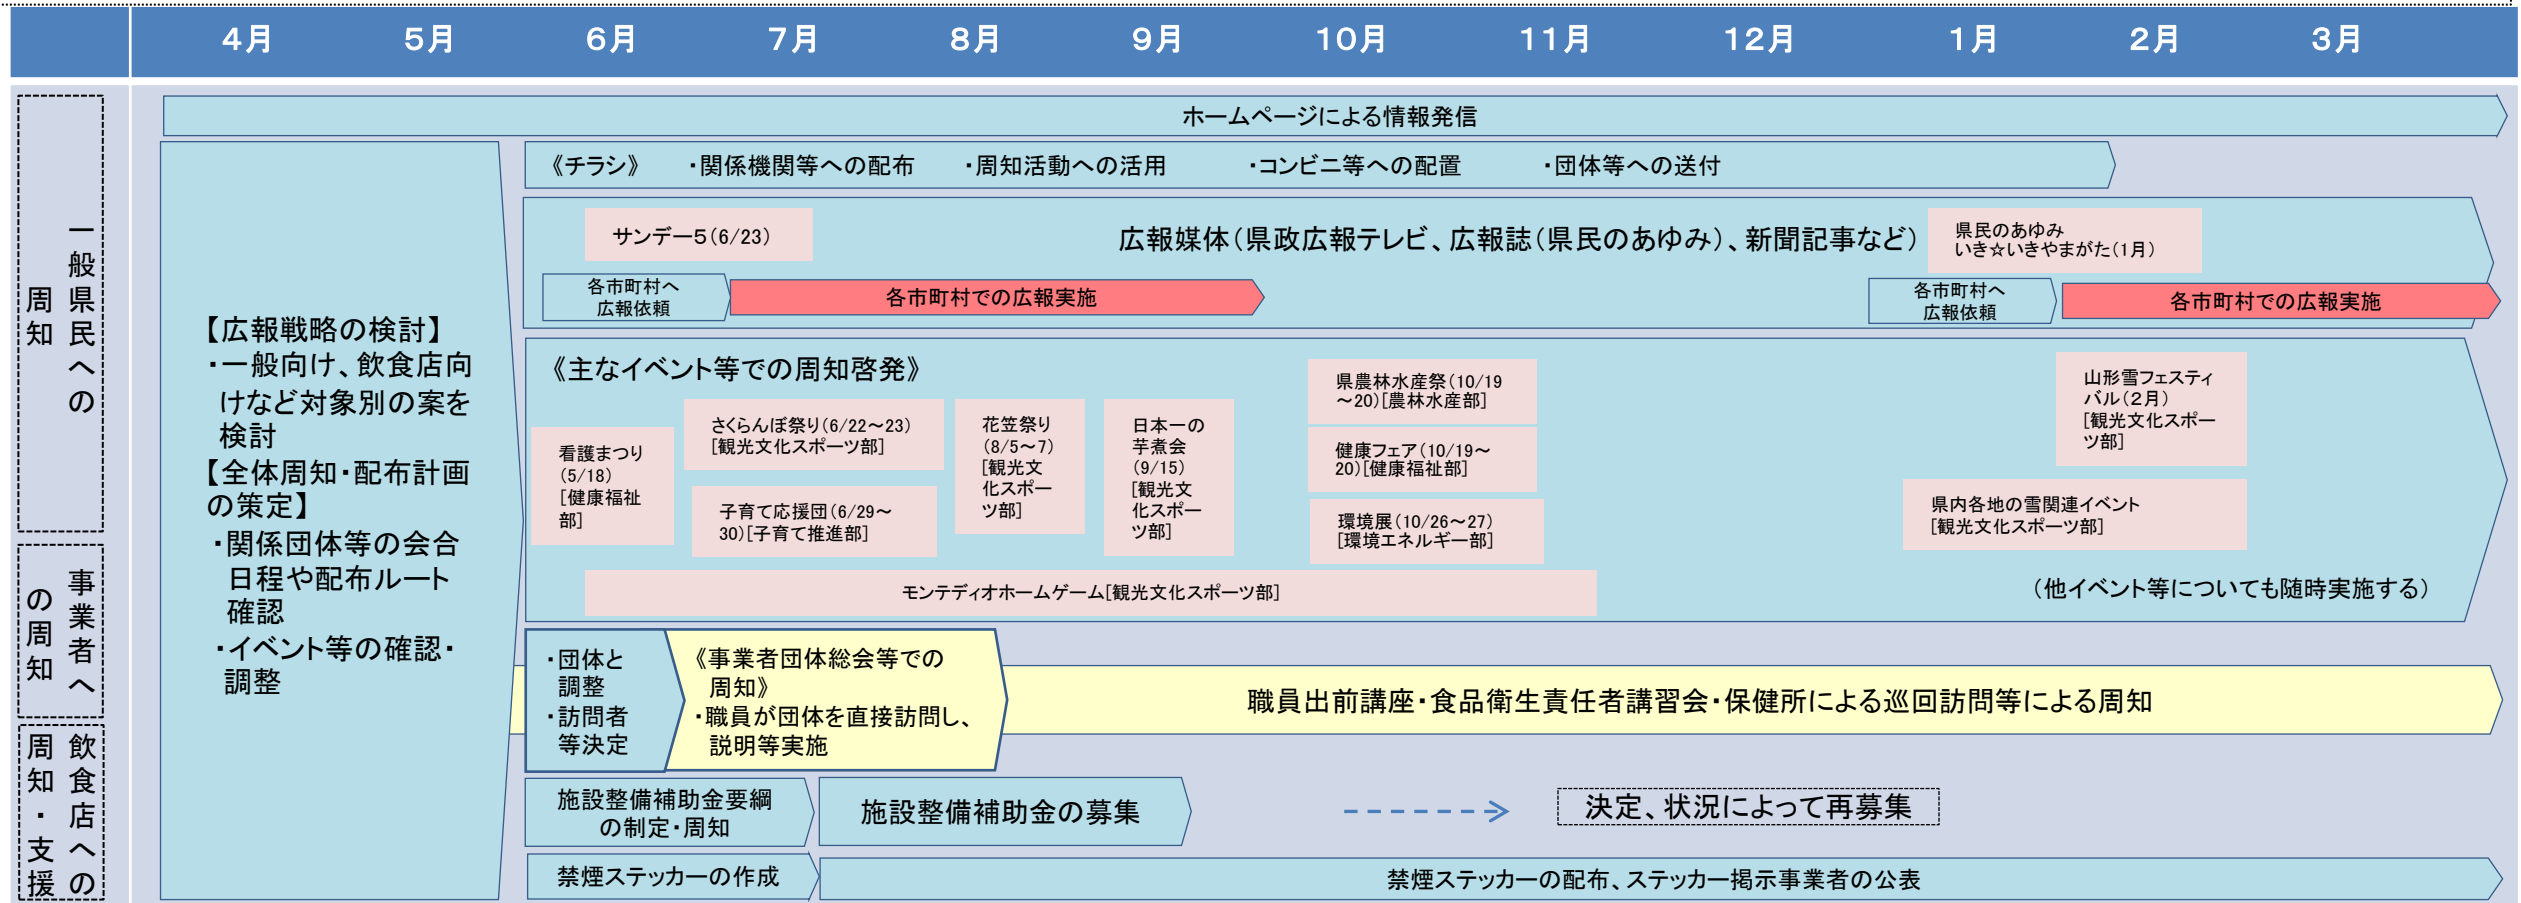 4月 5月 6月 7月 8月 9月 10月 11月 12月 1月 2月 3月
一般県民への
周知
ホームページによる情報発信
《チラシ》 ・関係機関等への配布 ・周知活動への活用 ・コンビニ等への配置 ・団体等への送付
サンデー5(6/23)
広報媒体(県政広報テレビ、広報誌(県民のあゆみ)、新聞記事など)
県民のあゆみ
いき☆いきやまがた(1月)
各市町村へ
広報依頼
各市町村での広報実施
各市町村へ
広報依頼
各市町村での広報実施
【広報戦略の検討】
・一般向け、飲食店向
けなど対象別の案を
検討
【全体周知・配布計画
の策定】
・関係団体等の会合
日程や配布ルート
確認
・イベント等の確認・
調整
《主なイベント等での周知啓発》
看護まつり
(5/18)
[健康福祉
部]
さくらんぼ祭り(6/22～23)
[観光文化スポーツ部]
子育て応援団(6/29～
30)[子育て推進部]
花笠祭り
(8/5～7)
[観光文
化スポー
ツ部]
日本一の
芋煮会
(9/15)
[観光文
化スポー
ツ部]
県農林水産祭(10/19
～20)[農林水産部]
健康フェア(10/19～
20)[健康福祉部]
環境展(10/26～27)
[環境エネルギー部]
山形雪フェスティ
バル(2月)
[観光文化スポー
ツ部]
県内各地の雪関連イベント
[観光文化スポーツ部]
モンテディオホームゲーム[観光文化スポーツ部]
(他イベント等についても随時実施する)
事業者へ
の周知
・団体と
調整
・訪問者
等決定
《事業者団体総会等での
周知》
・職員が団体を直接訪問し、
説明等実施
職員出前講座・食品衛生責任者講習会・保健所による巡回訪問等による周知
飲食店への
周知・支援
施設整備補助金要綱
の制定・周知
施設整備補助金の募集
決定、状況によって再募集
禁煙ステッカーの作成
禁煙ステッカーの配布、ステッカー掲示事業者の公表